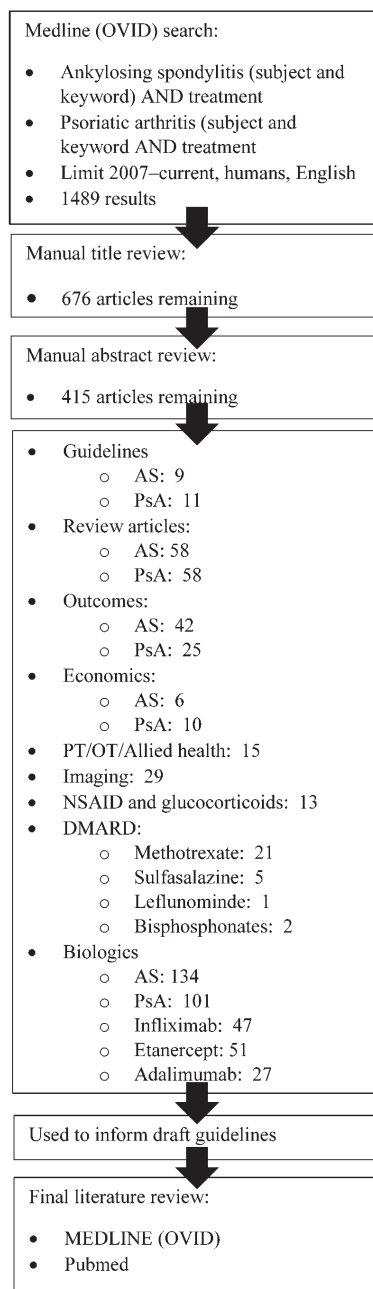 Medline (OVID) search:
• Ankylosing spondylitis (subject and
keyword) AND treatment
• Psoriatic arthritis (subject and
keyword AND treatment
• Limit 2007–current, humans, English
• 1489 results
Manual title review:
• 676 articles remaining
Manual abstract review:
• 415 articles remaining
• Guidelines
o AS: 9
o PsA: 11
• Review articles:
o AS: 58
o PsA: 58
• Outcomes:
o AS: 42
o PsA: 25
• Economics:
o AS: 6
o PsA: 10
• PT/OT/Allied health: 15
• Imaging: 29
• NSAID and glucocorticoids: 13
• DMARD:
o Methotrexate: 21
o Sulfasalazine: 5
o Leflunominde: 1
o Bisphosphonates: 2
• Biologics
o AS: 134
o PsA: 101
o Infliximab: 47
o Etanercept: 51
o Adalimumab: 27
Used to inform draft guidelines
Final literature review:
• MEDLINE (OVID)
• Pubmed